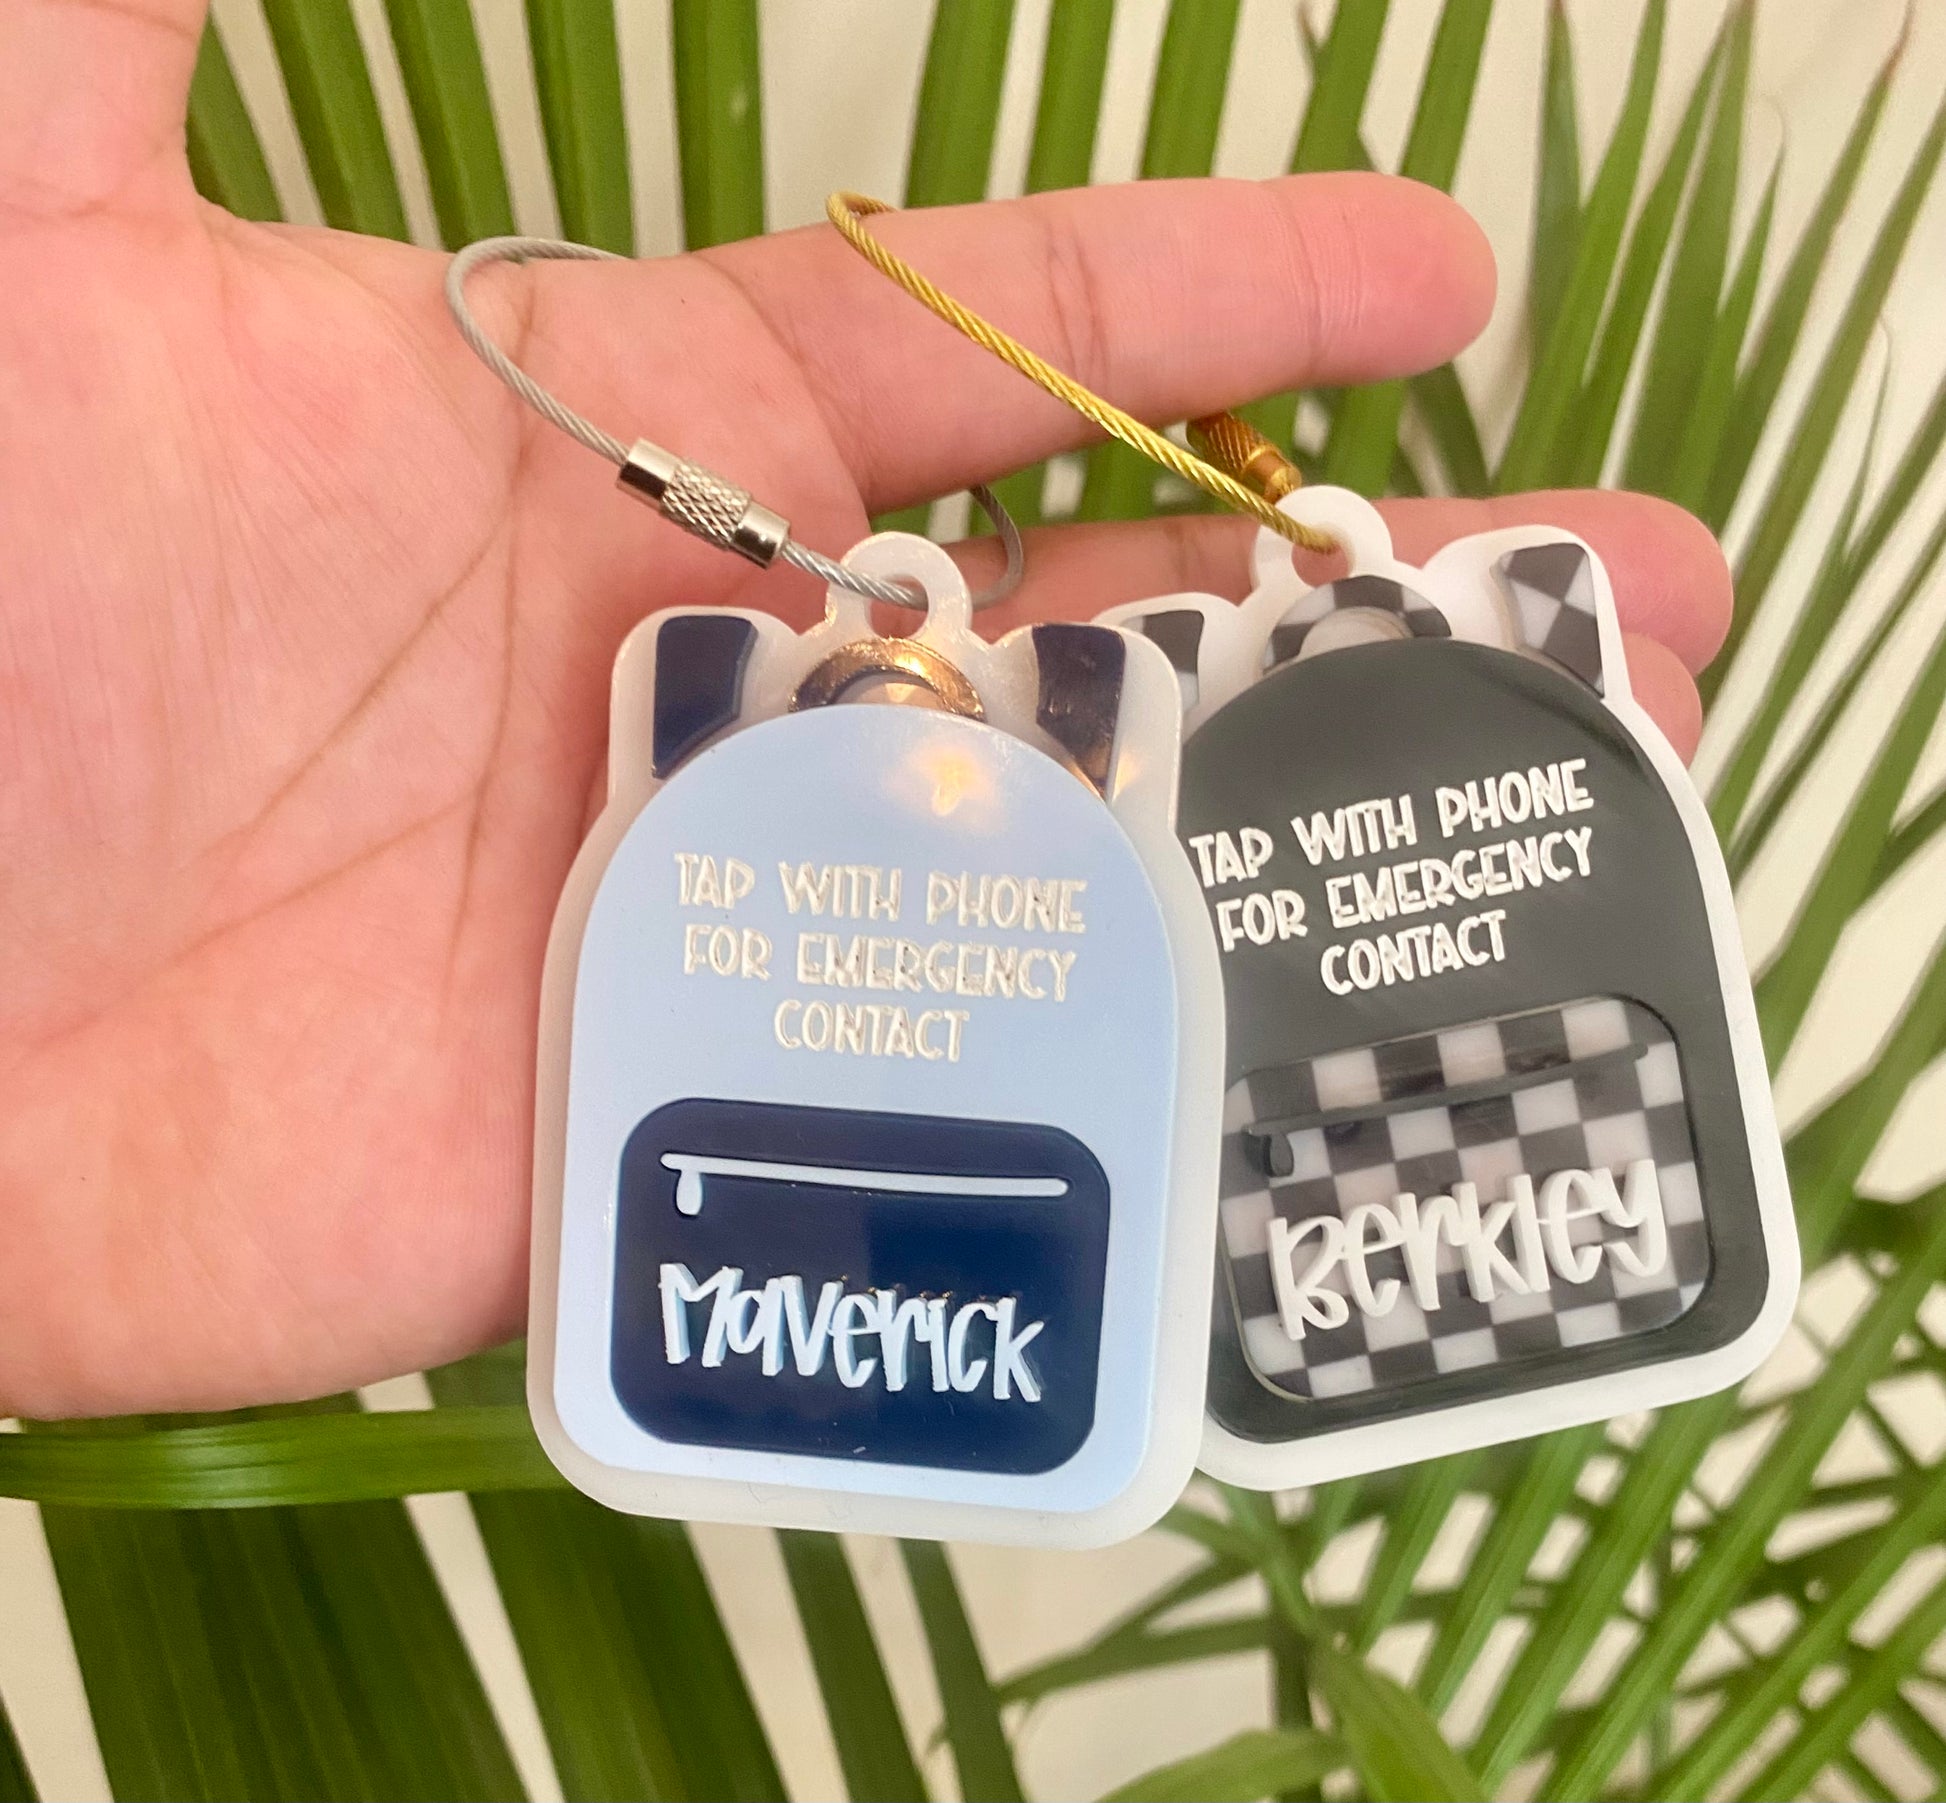 TAP WITH PHONE
FOR EMERGENCY
CONTACT
Maverick
TAP WITH PHONE
FOR EMERGENCY
CONTACT
Berkley